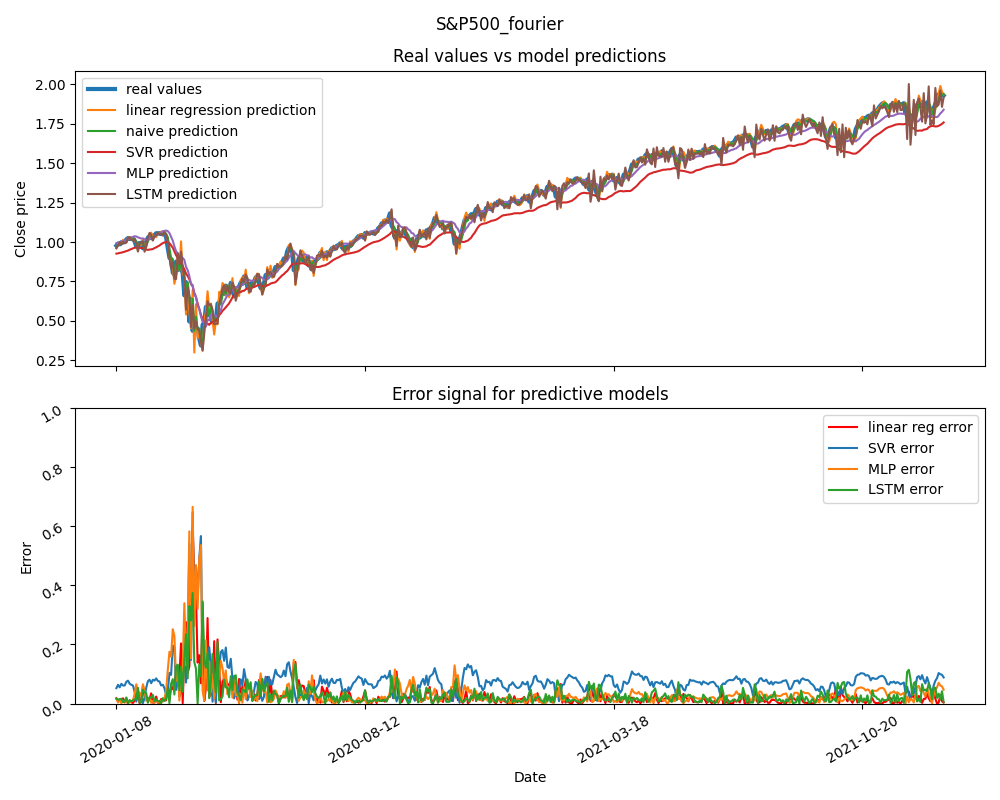 S&P500_fourier
Real values vs model predictions
real values
linear regression prediction
naive prediction
SVR prediction
MLP prediction
LSTM prediction
Close price
2.00
1.75
1.50
1.25
1.00
0.75
0.50
0.25
Error signal for predictive models
linear reg error
SVR error
MLP error
LSTM error
Error
1.0
0.8
0.6
0.4
0.2
0.0
2020-01-08
2020-08-12
2021-03-18
2021-10-20
Date